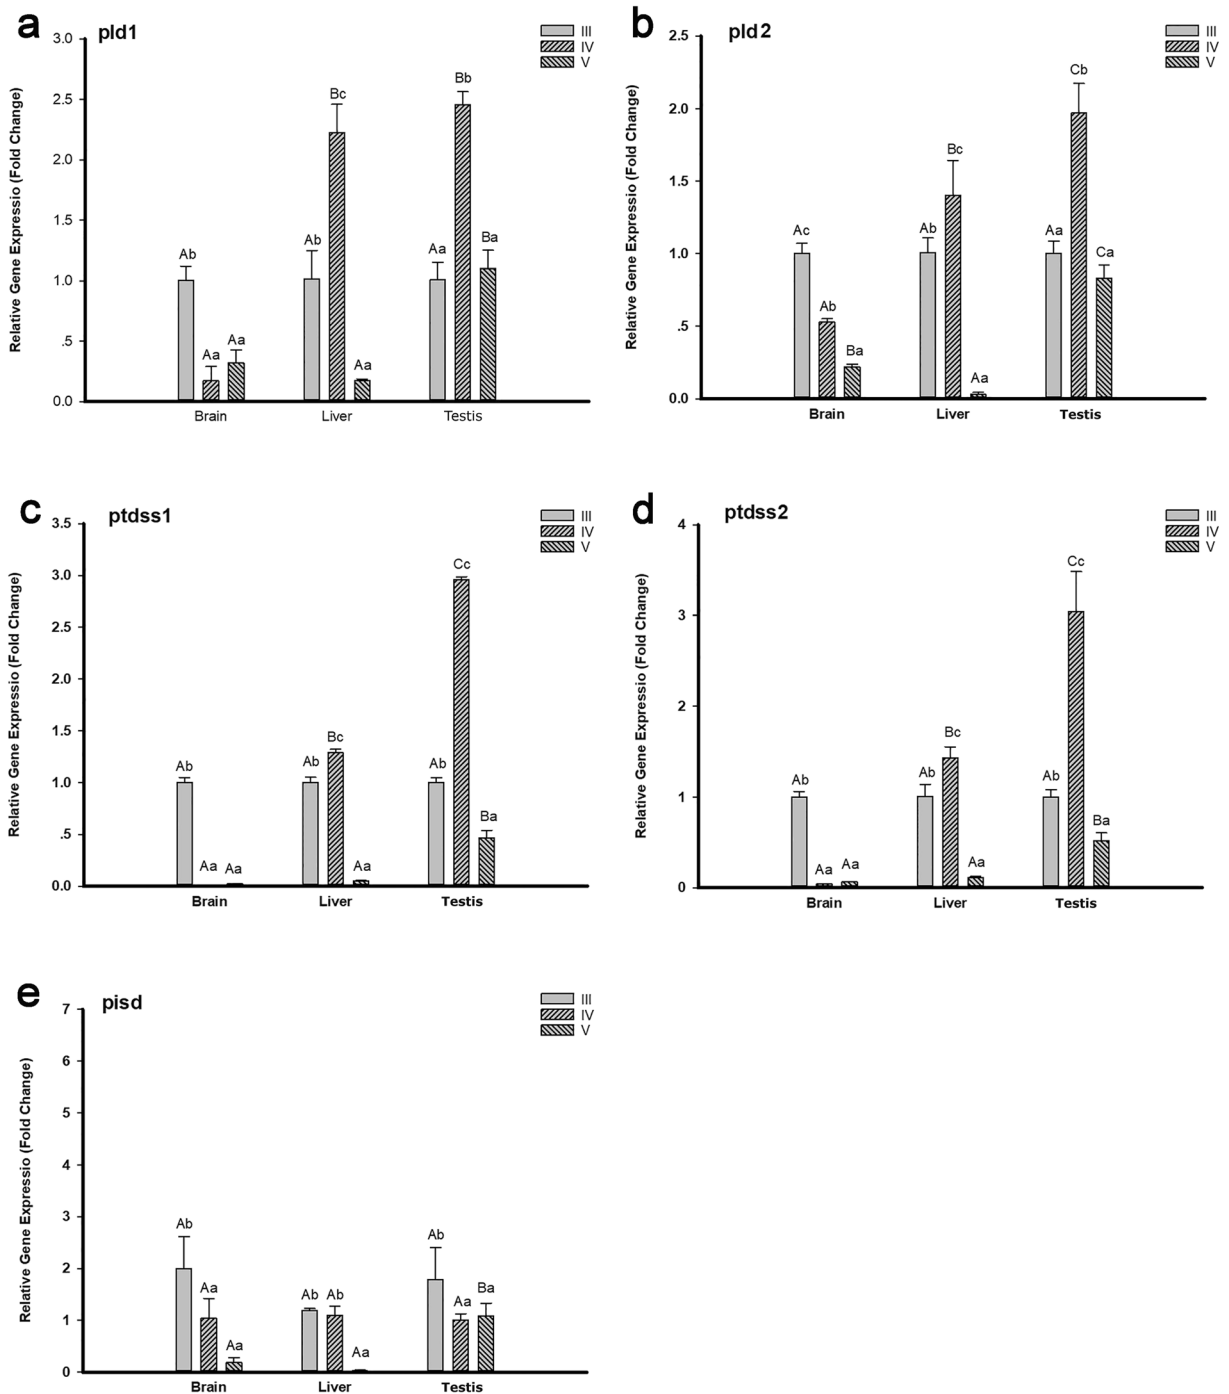 a
pld1
III
IV
V
Relative Gene Expressio (Fold Change)
3.0
2.5
2.0
1.5
1.0
.5
0.0
Ab
Aa
Aa
Ab
Bc
Aa
Aa
Bb
Ba
Brain
Liver
Testis
b
pld2
III
IV
V
Relative Gene Expressio (Fold Change)
2.5
2.0
1.5
1.0
.5
0.0
Ac
Ab
Ba
Ab
Bc
Aa
Aa
Cb
Ca
Brain
Liver
Testis
c
ptdss1
III
IV
V
Relative Gene Expressio (Fold Change)
3.5
3.0
2.5
2.0
1.5
1.0
.5
0.0
Ab
Aa
Aa
Ab
Bc
Aa
Ab
Cc
Ba
Brain
Liver
Testis
d
ptdss2
III
IV
V
Relative Gene Expressio (Fold Change)
4
3
2
1
0
Ab
Aa
Aa
Ab
Bc
Aa
Ab
Cc
Ba
Brain
Liver
Testis
e
pisd
III
IV
V
Relative Gene Expressio (Fold Change)
7
6
5
4
3
2
1
0
Ab
Aa
Aa
Ab
Ab
Aa
Ab
Aa
Ba
Brain
Liver
Testis